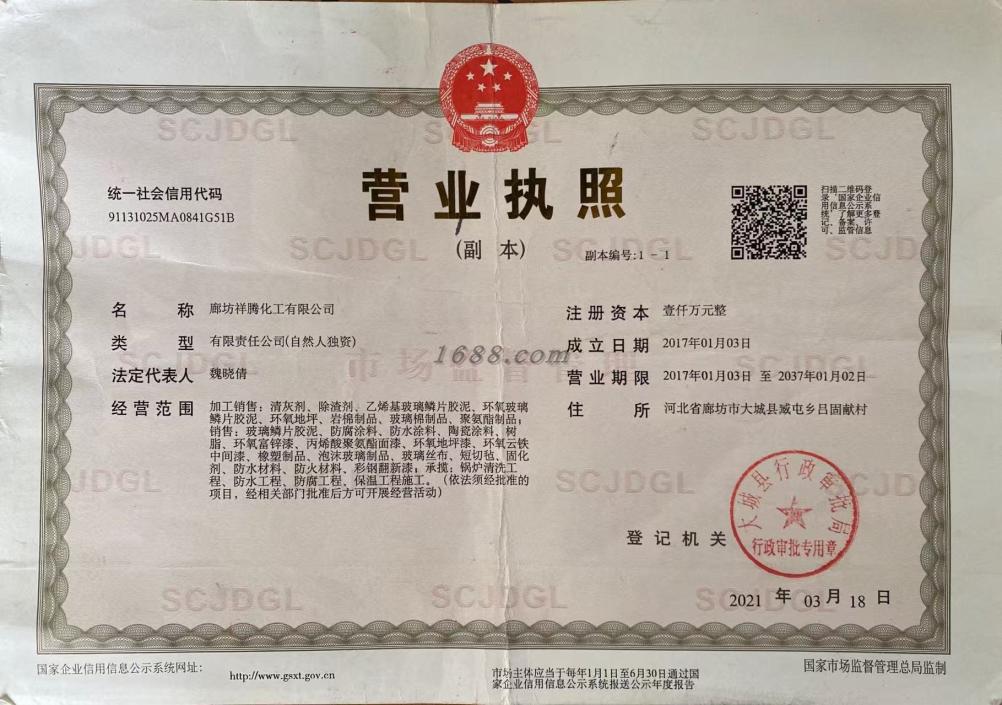 统一社会信用代码
91131025MA0841G51B
营业执照
(副 本)
副本编号:1-1
扫描二维码登
录‘国家企业信
用信息公示系
统’了解更多登
记、备案、许
可、监管信息
名 称 廊坊祥腾化工有限公司
类 型 有限责任公司(自然人独资)
法定代表人 魏晓倩
经营范围 加工销售：清灰剂、除渣剂、乙烯基玻璃鳞片胶泥、环氧玻璃
鳞片胶泥、环氧地坪、岩棉制品、玻璃棉制品、聚氨酯制品；
销售：玻璃鳞片胶泥、防腐涂料、防水涂料、陶瓷涂料、树
脂、环氧富锌漆、丙烯酸聚氨酯面漆、环氧地坪漆、环氧云铁
中间漆、橡塑制品、泡沫玻璃制品、玻璃丝布、短切毡、固化
剂、防水材料、防火材料、彩钢翻新漆；承揽：锅炉清洗工
程、防水工程、防腐工程、保温工程施工。（依法须经批准的
项目，经相关部门批准后方可开展经营活动）
注册资本 壹仟万元整
成立日期 2017年01月03日
营业期限 2017年01月03日 至 2037年01月02日
住 所 河北省廊坊市大城县臧屯乡吕固献村
1688.com
市场监督管理
登记机关
大城县行政审批局
行政审批专用章
2021 年 03 月 18 日
SCJDGL
国家企业信用信息公示系统网址:
http://www.gsxt.gov.cn
市场主体应当于每年1月1日至6月30日通过国
家企业信用信息公示系统报送公示年度报告
国家市场监督管理总局监制